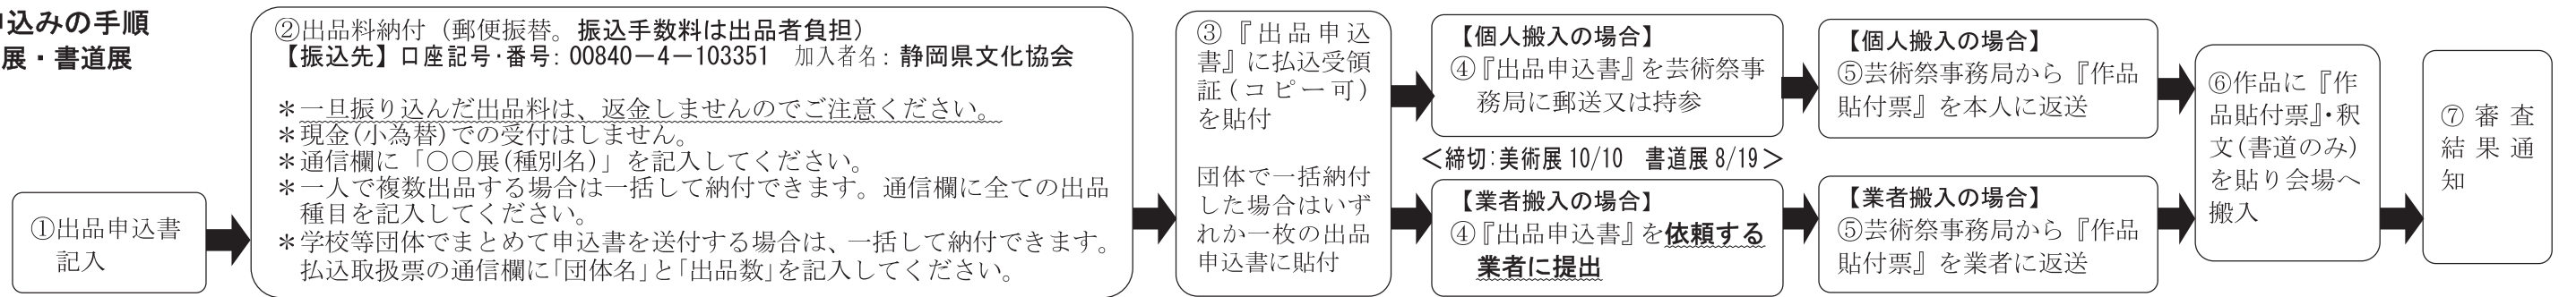 込みの手順
展・書道展
①出品申込書
記入
②出品料納付（郵便振替。振込手数料は出品者負担）
【振込先】口座記号・番号：00840－4－103351　加入者名：静岡県文化協会
＊一旦振り込んだ出品料は、返金しませんのでご注意ください。
＊現金(小為替)での受付はしません。
＊通信欄に「○○展(種別名)」を記入してください。
＊一人で複数出品する場合は一括して納付できます。通信欄に全ての出品
種目を記入してください。
＊学校等団体でまとめて申込書を送付する場合は、一括して納付できます。
払込取扱票の通信欄に「団体名」と「出品数」を記入してください。
③『出品申込
書』に払込受領
証(コピー可)
を貼付
団体で一括納付
した場合はいず
れか一枚の出品
申込書に貼付
【個人搬入の場合】
④『出品申込書』を芸術祭事
務局に郵送又は持参
＜締切：美術展 10/10　書道展 8/19＞
【業者搬入の場合】
④『出品申込書』を依頼する
業者に提出
【個人搬入の場合】
⑤芸術祭事務局から『作品
貼付票』を本人に返送
【業者搬入の場合】
⑤芸術祭事務局から『作品
貼付票』を業者に返送
⑥作品に『作
品貼付票』・釈
文(書道のみ)
を貼り会場へ
搬入
⑦審査
結果通
知